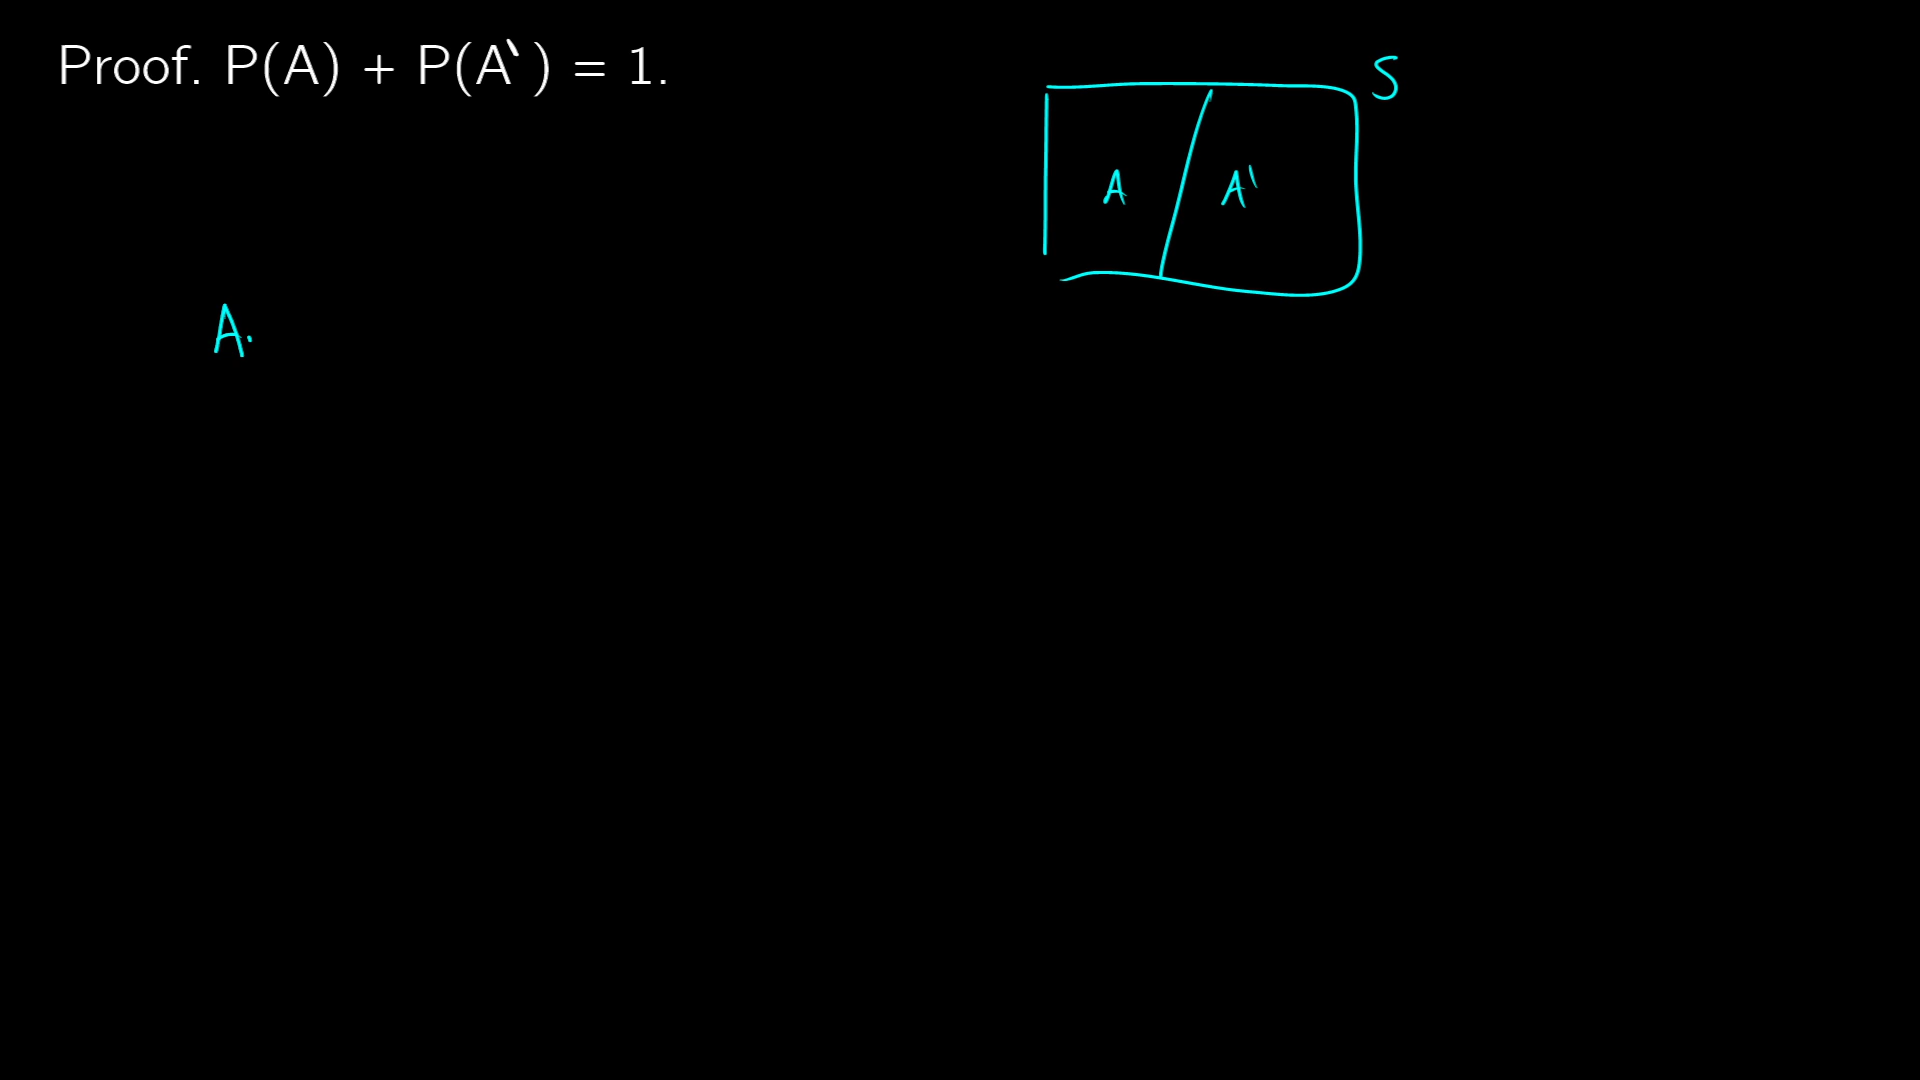 Proof. P(A) + P(A`) = 1.
S
A A'
A.